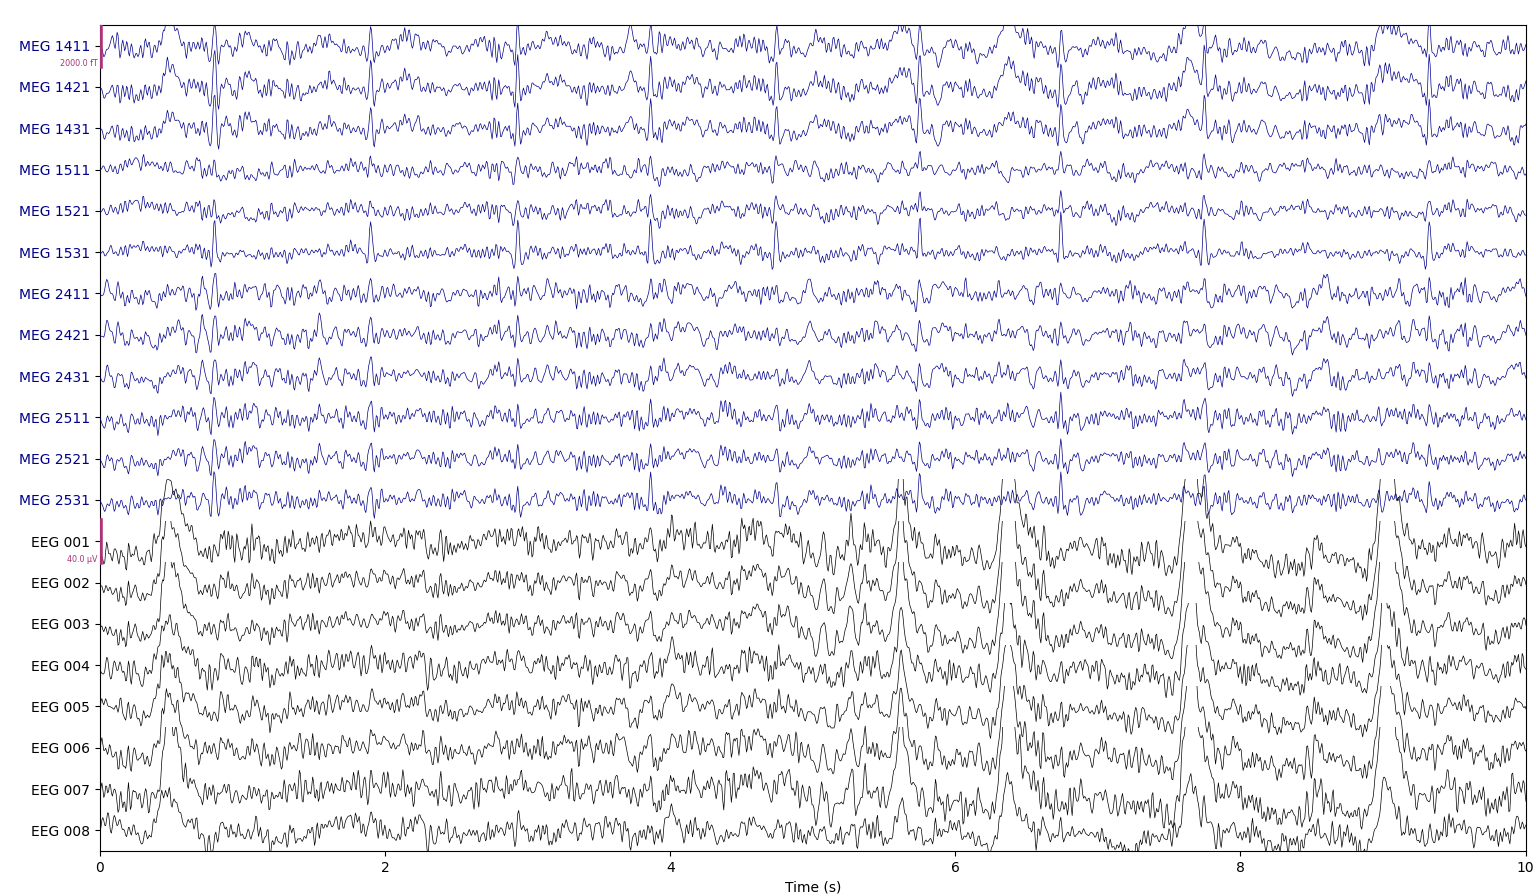 MEG 1411
2000.0 fT
MEG 1421
MEG 1431
MEG 1511
MEG 1521
MEG 1531
MEG 2411
MEG 2421
MEG 2431
MEG 2511
MEG 2521
MEG 2531
EEG 001
40.0 µV
EEG 002
EEG 003
EEG 004
EEG 005
EEG 006
EEG 007
EEG 008
0 2 4 6 8 10
Time (s)